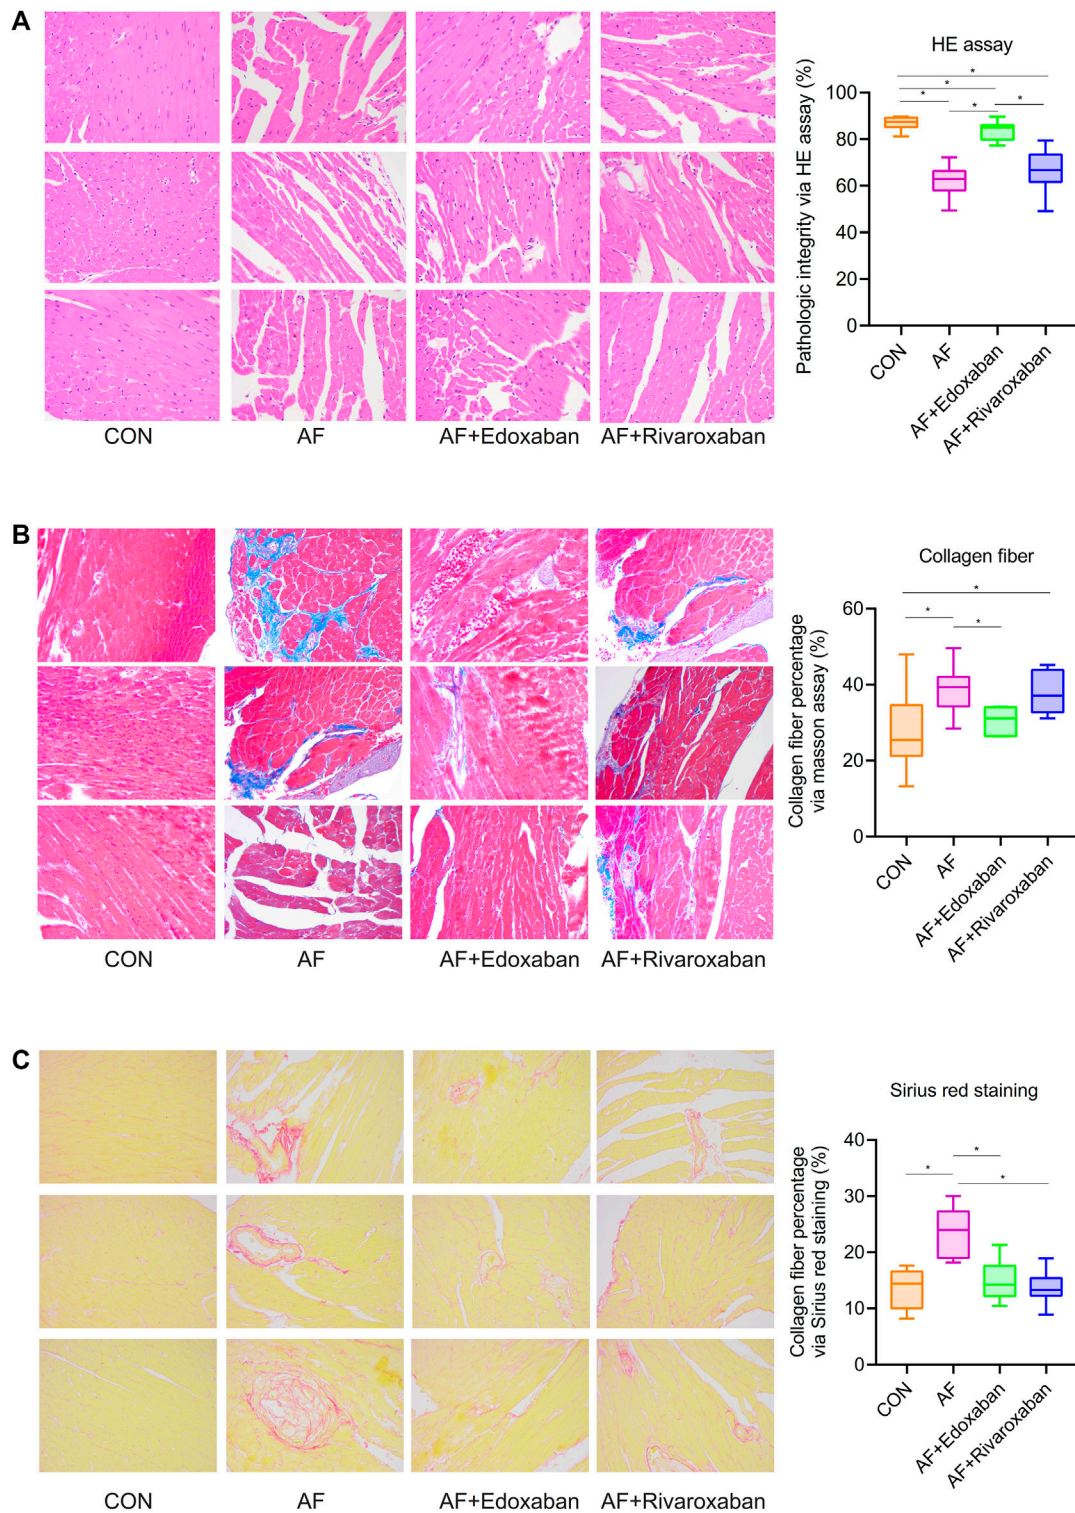 A
HE assay
Pathologic integrity via HE assay (%)
100
80
60
40
20
0
* * * * * *
CON
AF
AF+Edoxaban
AF+Rivaroxaban
CON AF AF+Edoxaban AF+Rivaroxaban
B
Collagen fiber
Collagen fiber percentage
via masson assay (%)
60
40
20
0
* * *
CON
AF
AF+Edoxaban
AF+Rivaroxaban
CON AF AF+Edoxaban AF+Rivaroxaban
C
Sirius red staining
Collagen fiber percentage
via Sirius red staining (%)
40
30
20
10
0
* * *
CON
AF
AF+Edoxaban
AF+Rivaroxaban
CON AF AF+Edoxaban AF+Rivaroxaban